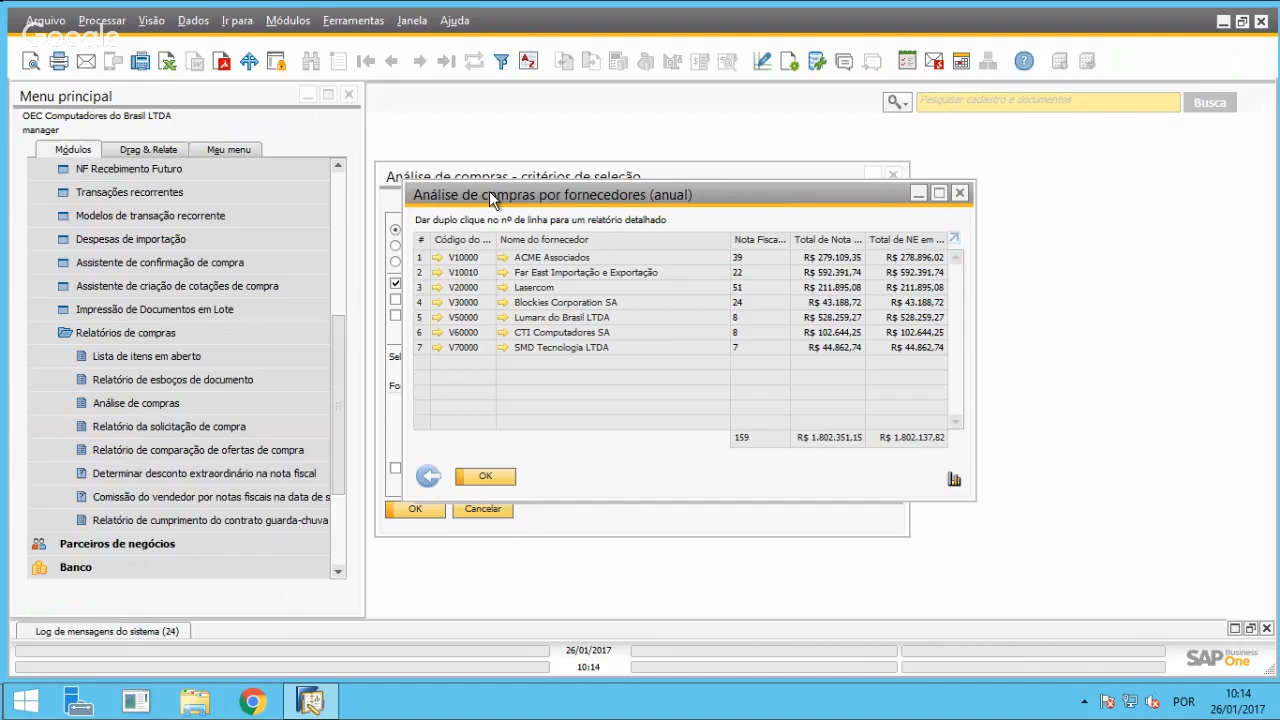 Arquivo Processar Visão Dados Ir para Módulos Ferramentas Janela Ajuda
Google
Menu principal
OEC Computadores do Brasil LTDA
manager
Módulos Drag & Relate Meu menu
NF Recebimento Futuro
Transações recorrentes
Modelos de transação recorrente
Despesas de importação
Assistente de confirmação de compra
Assistente de criação de cotações de compra
Impressão de Documentos em Lote
Relatórios de compras
Lista de itens em aberto
Relatório de esboços de documento
Análise de compras
Relatório da solicitação de compra
Relatório de comparação de ofertas de compra
Determinar desconto extraordinário na nota fiscal
Comissão do vendedor por notas fiscais na data de s
Relatório de cumprimento do contrato guarda-chuva
Parceiros de negócios
Banco
Pesquisar cadastro e documentos Busca
Análise de compras - critérios de seleção
Sel
Fo
OK Cancelar
Análise de compras por fornecedores (anual)
Dar duplo clique no nº de linha para um relatório detalhado
# Código do ... Nome do fornecedor Nota Fisca... Total de Nota ... Total de NE em ...
1 V10000 ACME Associados 39 R$ 279.109,35 R$ 278.896,02
2 V10010 Far East Importação e Exportação 22 R$ 592.391,74 R$ 592.391,74
3 V20000 Lasercom 51 R$ 211.895,08 R$ 211.895,08
4 V30000 Blockies Corporation SA 24 R$ 43.188,72 R$ 43.188,72
5 V50000 Lumarx do Brasil LTDA 8 R$ 528.259,27 R$ 528.259,27
6 V60000 CTI Computadores SA 8 R$ 102.644,25 R$ 102.644,25
7 V70000 SMD Tecnologia LTDA 7 R$ 44.862,74 R$ 44.862,74
159 R$ 1.802.351,15 R$ 1.802.137,82
OK
Log de mensagens do sistema (24)
26/01/2017
10:14
SAP Business One
POR
10:14
26/01/2017